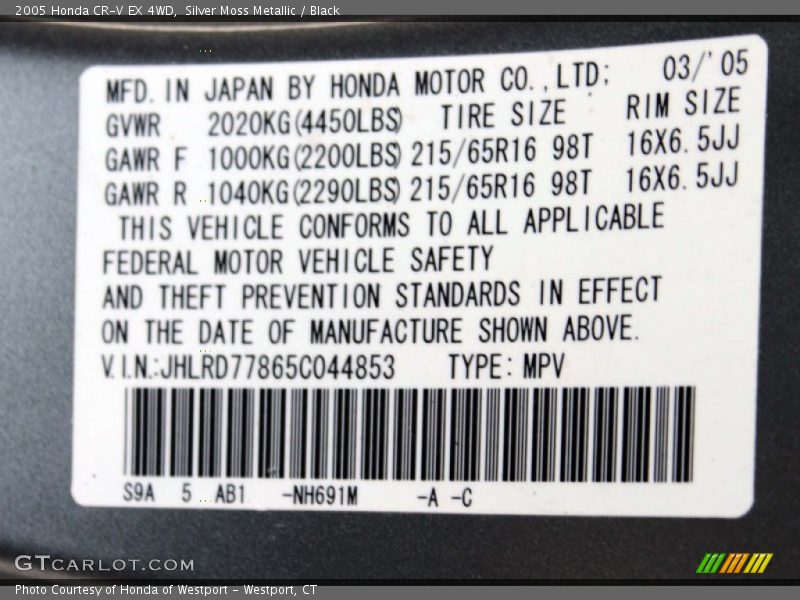 2005 Honda CR-V EX 4WD, Silver Moss Metallic / Black
MFD. IN JAPAN BY HONDA MOTOR CO.,LTD; 03/'05
GVWR 2020KG(4450LBS) TIRE SIZE RIM SIZE
GAWR F 1000KG(2200LBS) 215/65R16 98T 16X6.5JJ
GAWR R 1040KG(2290LBS) 215/65R16 98T 16X6.5JJ
THIS VEHICLE CONFORMS TO ALL APPLICABLE
FEDERAL MOTOR VEHICLE SAFETY
AND THEFT PREVENTION STANDARDS IN EFFECT
ON THE DATE OF MANUFACTURE SHOWN ABOVE.
V.I.N.:JHLRD77865C044853 TYPE: MPV
S9A 5 AB1 -NH691M -A -C
GTCARLOT.COM
Photo Courtesy of Honda of Westport - Westport, CT